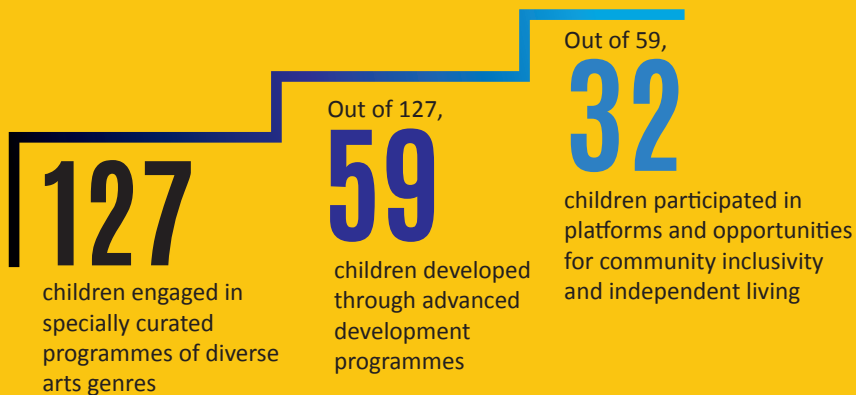 127
children engaged in
specially curated
programmes of diverse
arts genres
Out of 127,
59
children developed
through advanced
development
programmes
Out of 59,
32
children participated in
platforms and opportunities
for community inclusivity
and independent living